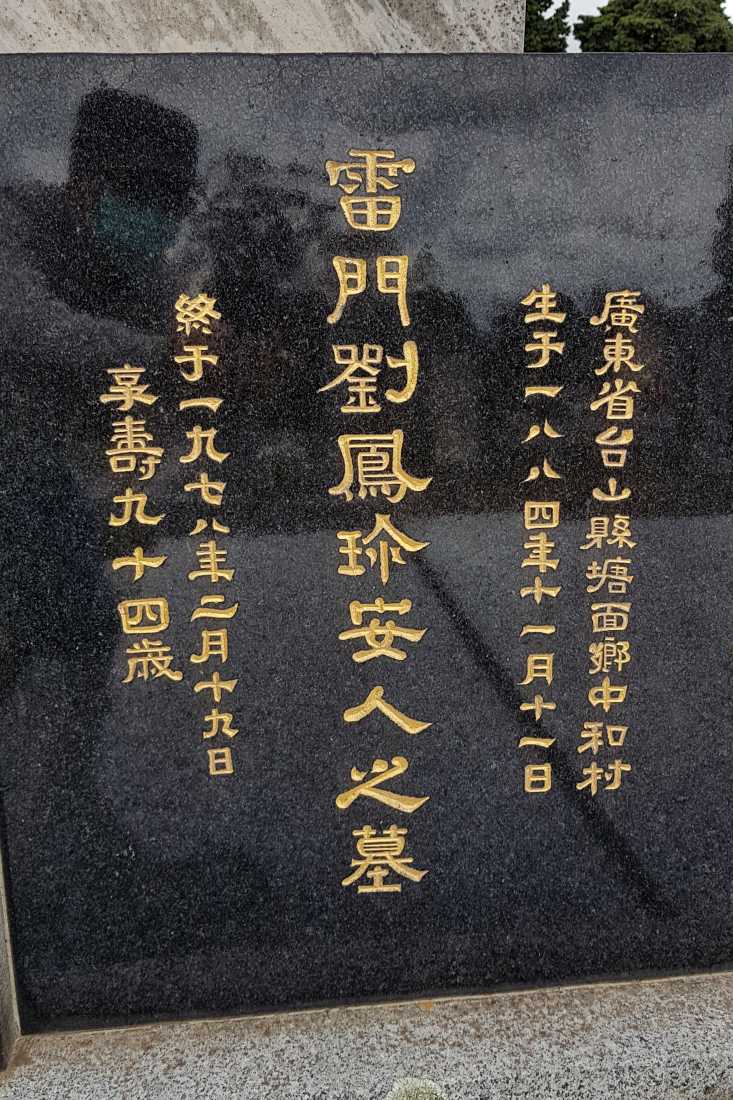 廣東省台山縣塘面鄉中和村
生于一八八四年十一月十一日
雷門劉鳳珍安人之墓
終于一九七八年二月十九日
享壽九十四歲